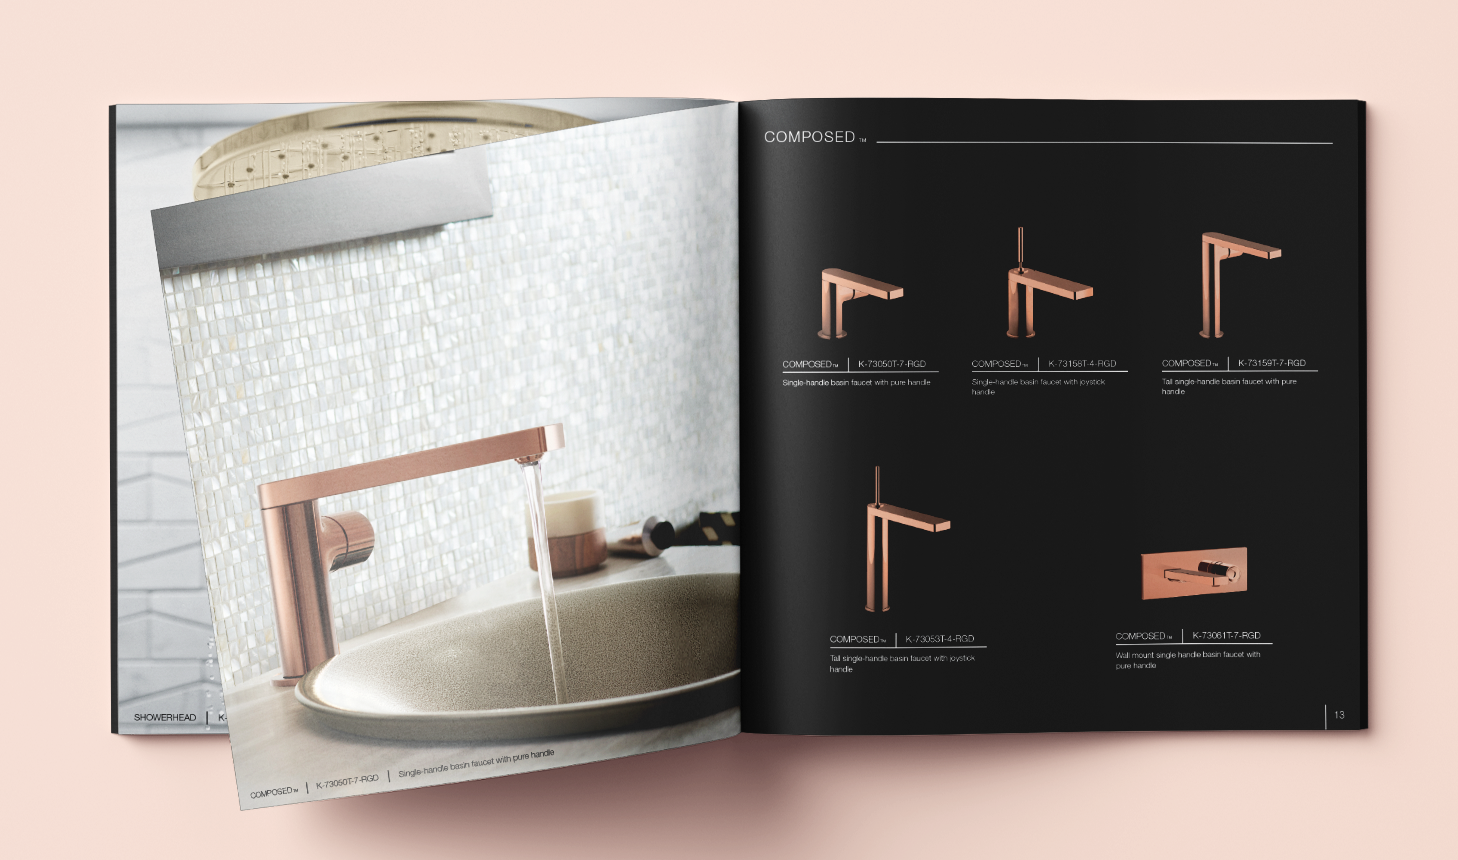 SHOWERHEAD | K-
COMPOSED™ | K-73050T-7-RGD | Single-handle basin faucet with pure handle
COMPOSED™
COMPOSED™ | K-73050T-7-RGD
Single-handle basin faucet with pure handle
COMPOSED™ | K-73158T-4-RGD
Single-handle basin faucet with joystick
handle
COMPOSED™ | K-73159T-7-RGD
Tall single-handle basin faucet with pure
handle
COMPOSED™ | K-73053T-4-RGD
Tall single-handle basin faucet with joystick
handle
COMPOSED™ | K-73061T-7-RGD
Wall mount single handle basin faucet with
pure handle
13